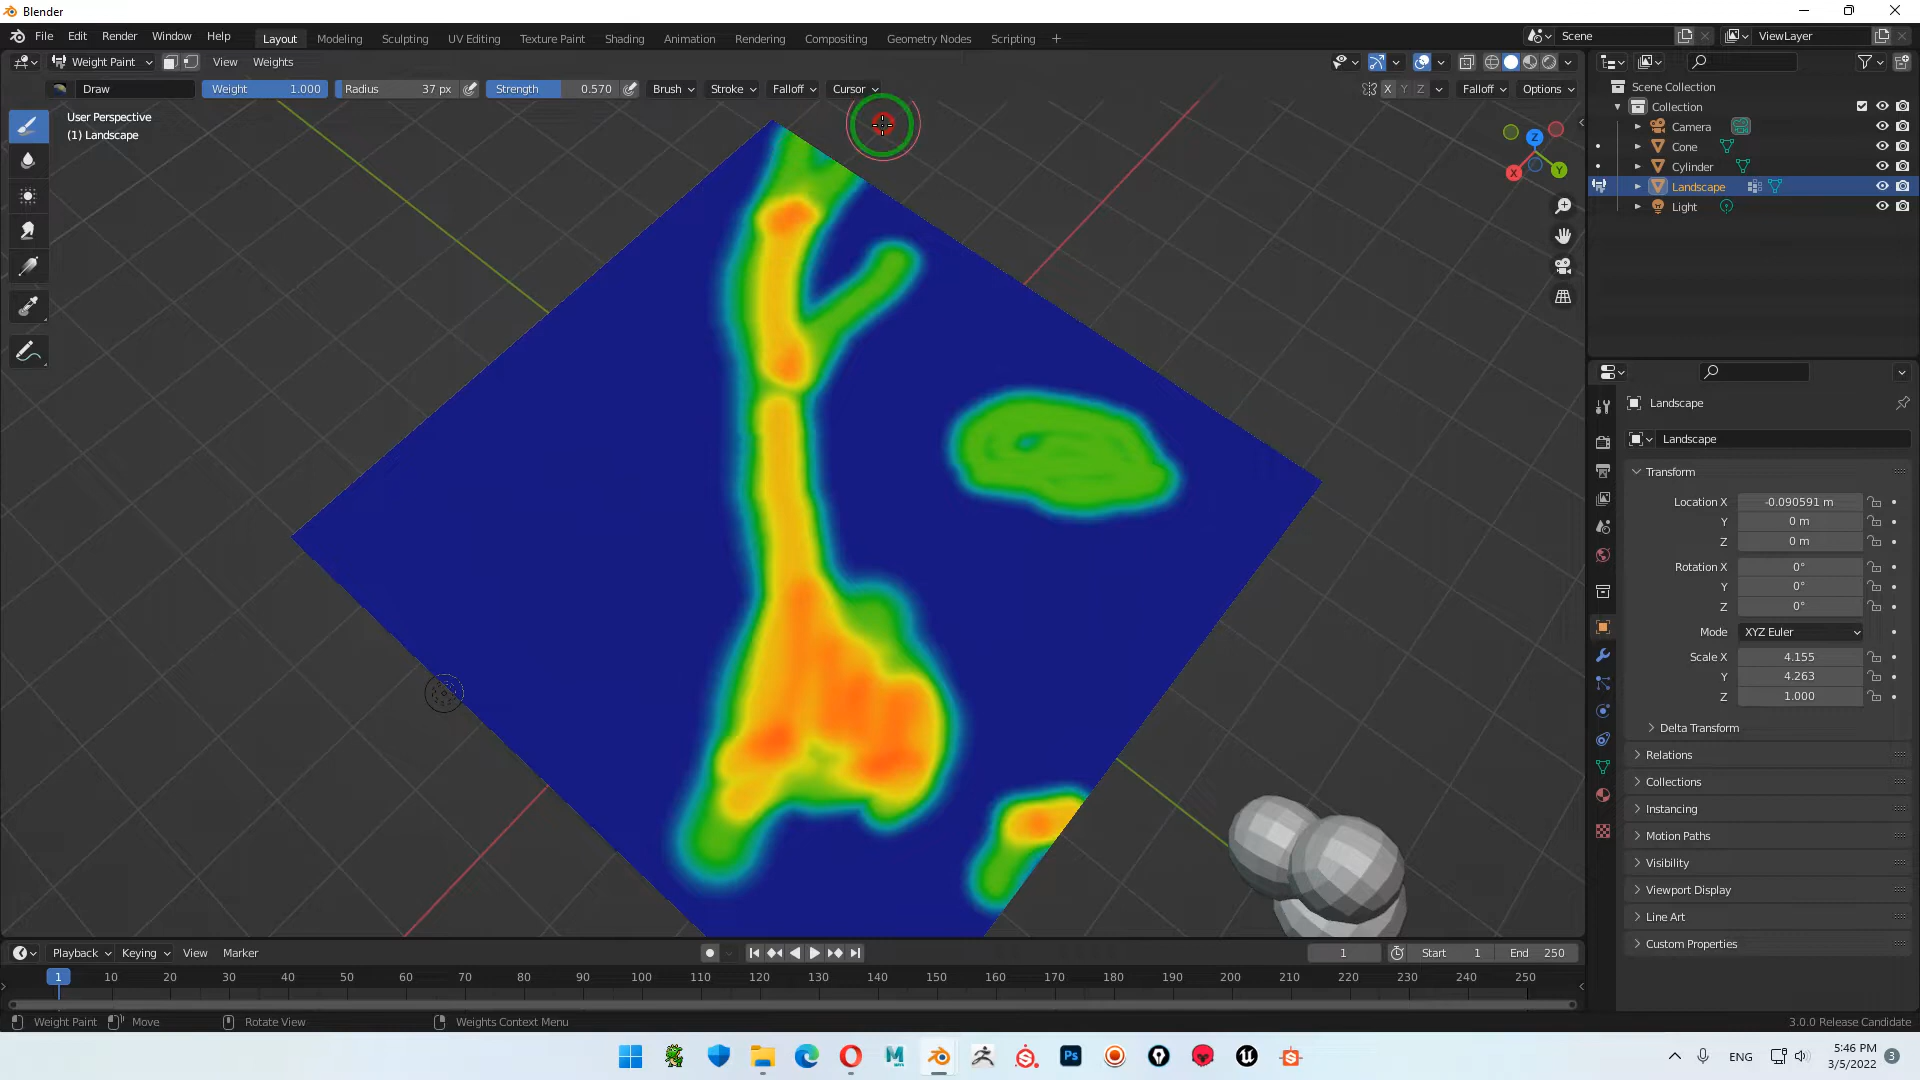 Blender
File Edit Render Window Help Layout Modeling Sculpting UV Editing Texture Paint Shading Animation Rendering Compositing Geometry Nodes Scripting + Scene ViewLayer
Weight Paint View Weights
Draw Weight 1.000 Radius 37 px Strength 0.570 Brush Stroke Falloff Cursor X Y Z Falloff Options
User Perspective
(1) Landscape
Z
X
Y
Scene Collection
Collection
Camera
Cone
Cylinder
Landscape
Light
Landscape
Landscape
Transform
Location X -0.090591 m
Y 0 m
Z 0 m
Rotation X 0°
Y 0°
Z 0°
Mode XYZ Euler
Scale X 4.155
Y 4.263
Z 1.000
Delta Transform
Relations
Collections
Instancing
Motion Paths
Visibility
Viewport Display
Line Art
Custom Properties
Playback Keying View Marker 1 Start 1 End 250
1 10 20 30 40 50 60 70 80 90 100 110 120 130 140 150 160 170 180 190 200 210 220 230 240 250
Weight Paint Move Rotate View Weights Context Menu 3.0.0 Release Candidate
Ps
ENG
5:46 PM
3/5/2022
3